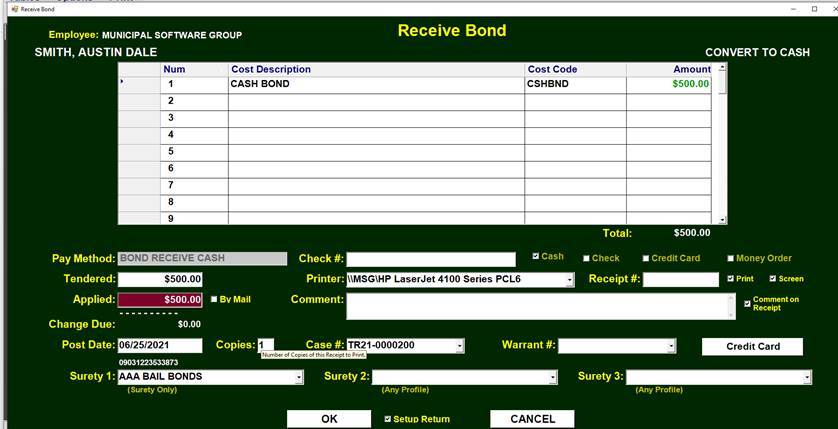 Receive Bond
Employee: MUNICIPAL SOFTWARE GROUP
Receive Bond
SMITH, AUSTIN DALE
CONVERT TO CASH
Num Cost Description Cost Code Amount
1 CASH BOND CSHBND $500.00
2
3
4
5
6
7
8
9
Total: $500.00
Pay Method: BOND RECEIVE CASH Check #: Cash Check Credit Card Money Order
Tendered: $500.00 Printer: \\MSG\HP LaserJet 4100 Series PCL6 Receipt #: Print Screen
Applied: $500.00 By Mail Comment: Comment on Receipt
- - - - - - - - - -
Change Due: $0.00
Post Date: 06/25/2021 Copies: 1 Case #: TR21-0000200 Warrant #: Credit Card
Number of Copies of this Receipt to Print.
09031223533873
Surety 1: AAA BAIL BONDS Surety 2: Surety 3:
(Surety Only) (Any Profile) (Any Profile)
OK Setup Return CANCEL